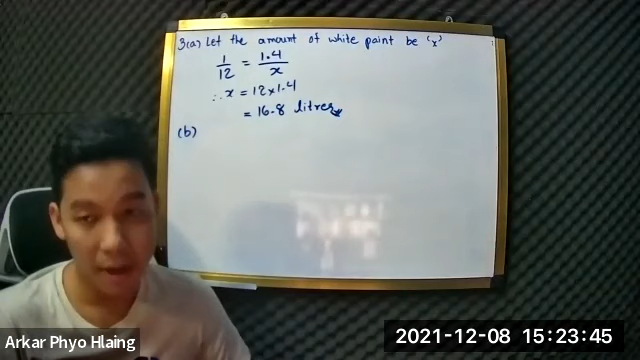 3(a) Let the amount of white paint be 'x'
1/12 = 1.4/x
∴ x = 12×1.4
= 16.8 litres
(b)
Arkar Phyo Hlaing
2021-12-08 15:23:45